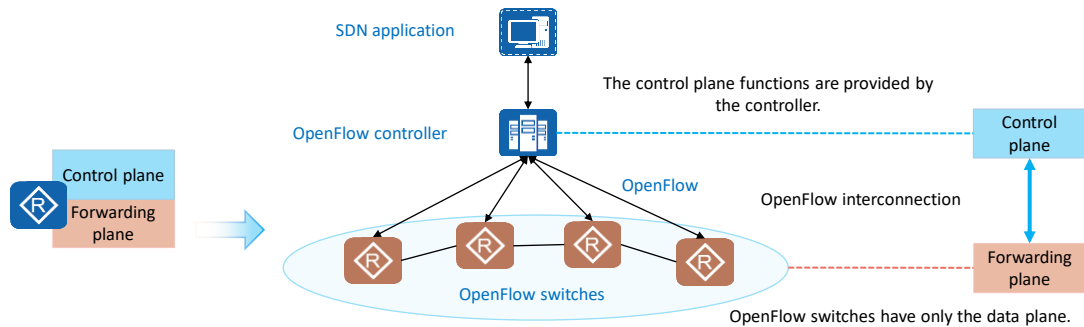 SDN application
The control plane functions are provided by
the controller.
OpenFlow controller
Control
plane
Control plane
R
Forwarding
plane
OpenFlow
OpenFlow interconnection
R
R
R
R
Forwarding
plane
OpenFlow switches
OpenFlow switches have only the data plane.